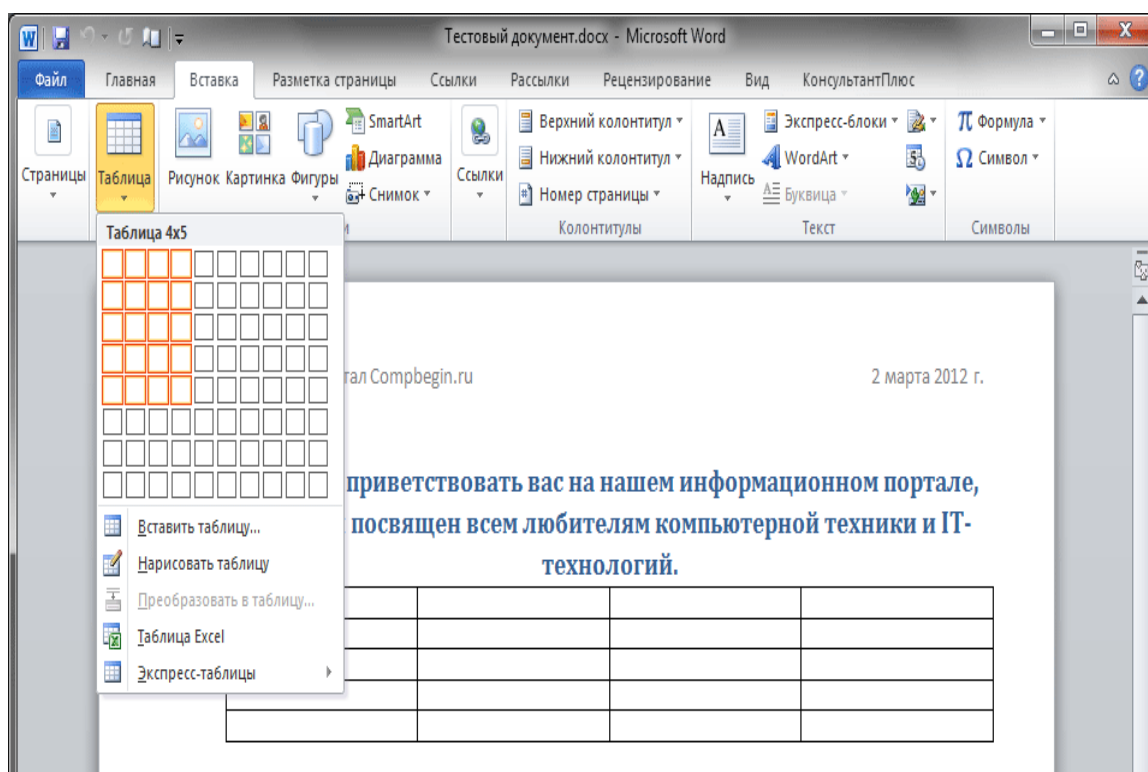 Тестовый документ.docx - Microsoft Word
Файл Главная Вставка Разметка страницы Ссылки Рассылки Рецензирование Вид КонсультантПлюс
Страницы
Таблица
Рисунок Картинка Фигуры
SmartArt
Диаграмма
Снимок
Ссылки
Верхний колонтитул
Нижний колонтитул
Номер страницы
Колонтитулы
Надпись
Экспресс-блоки
WordArt
Буквица
Текст
π Формула
Ω Символ
Символы
Таблица 4x5
Вставить таблицу...
Нарисовать таблицу
Преобразовать в таблицу...
Таблица Excel
Экспресс-таблицы
Compbegin.ru 2 марта 2012 г.
приветствовать вас на нашем информационном портале,
посвящен всем любителям компьютерной техники и IT-
технологий.